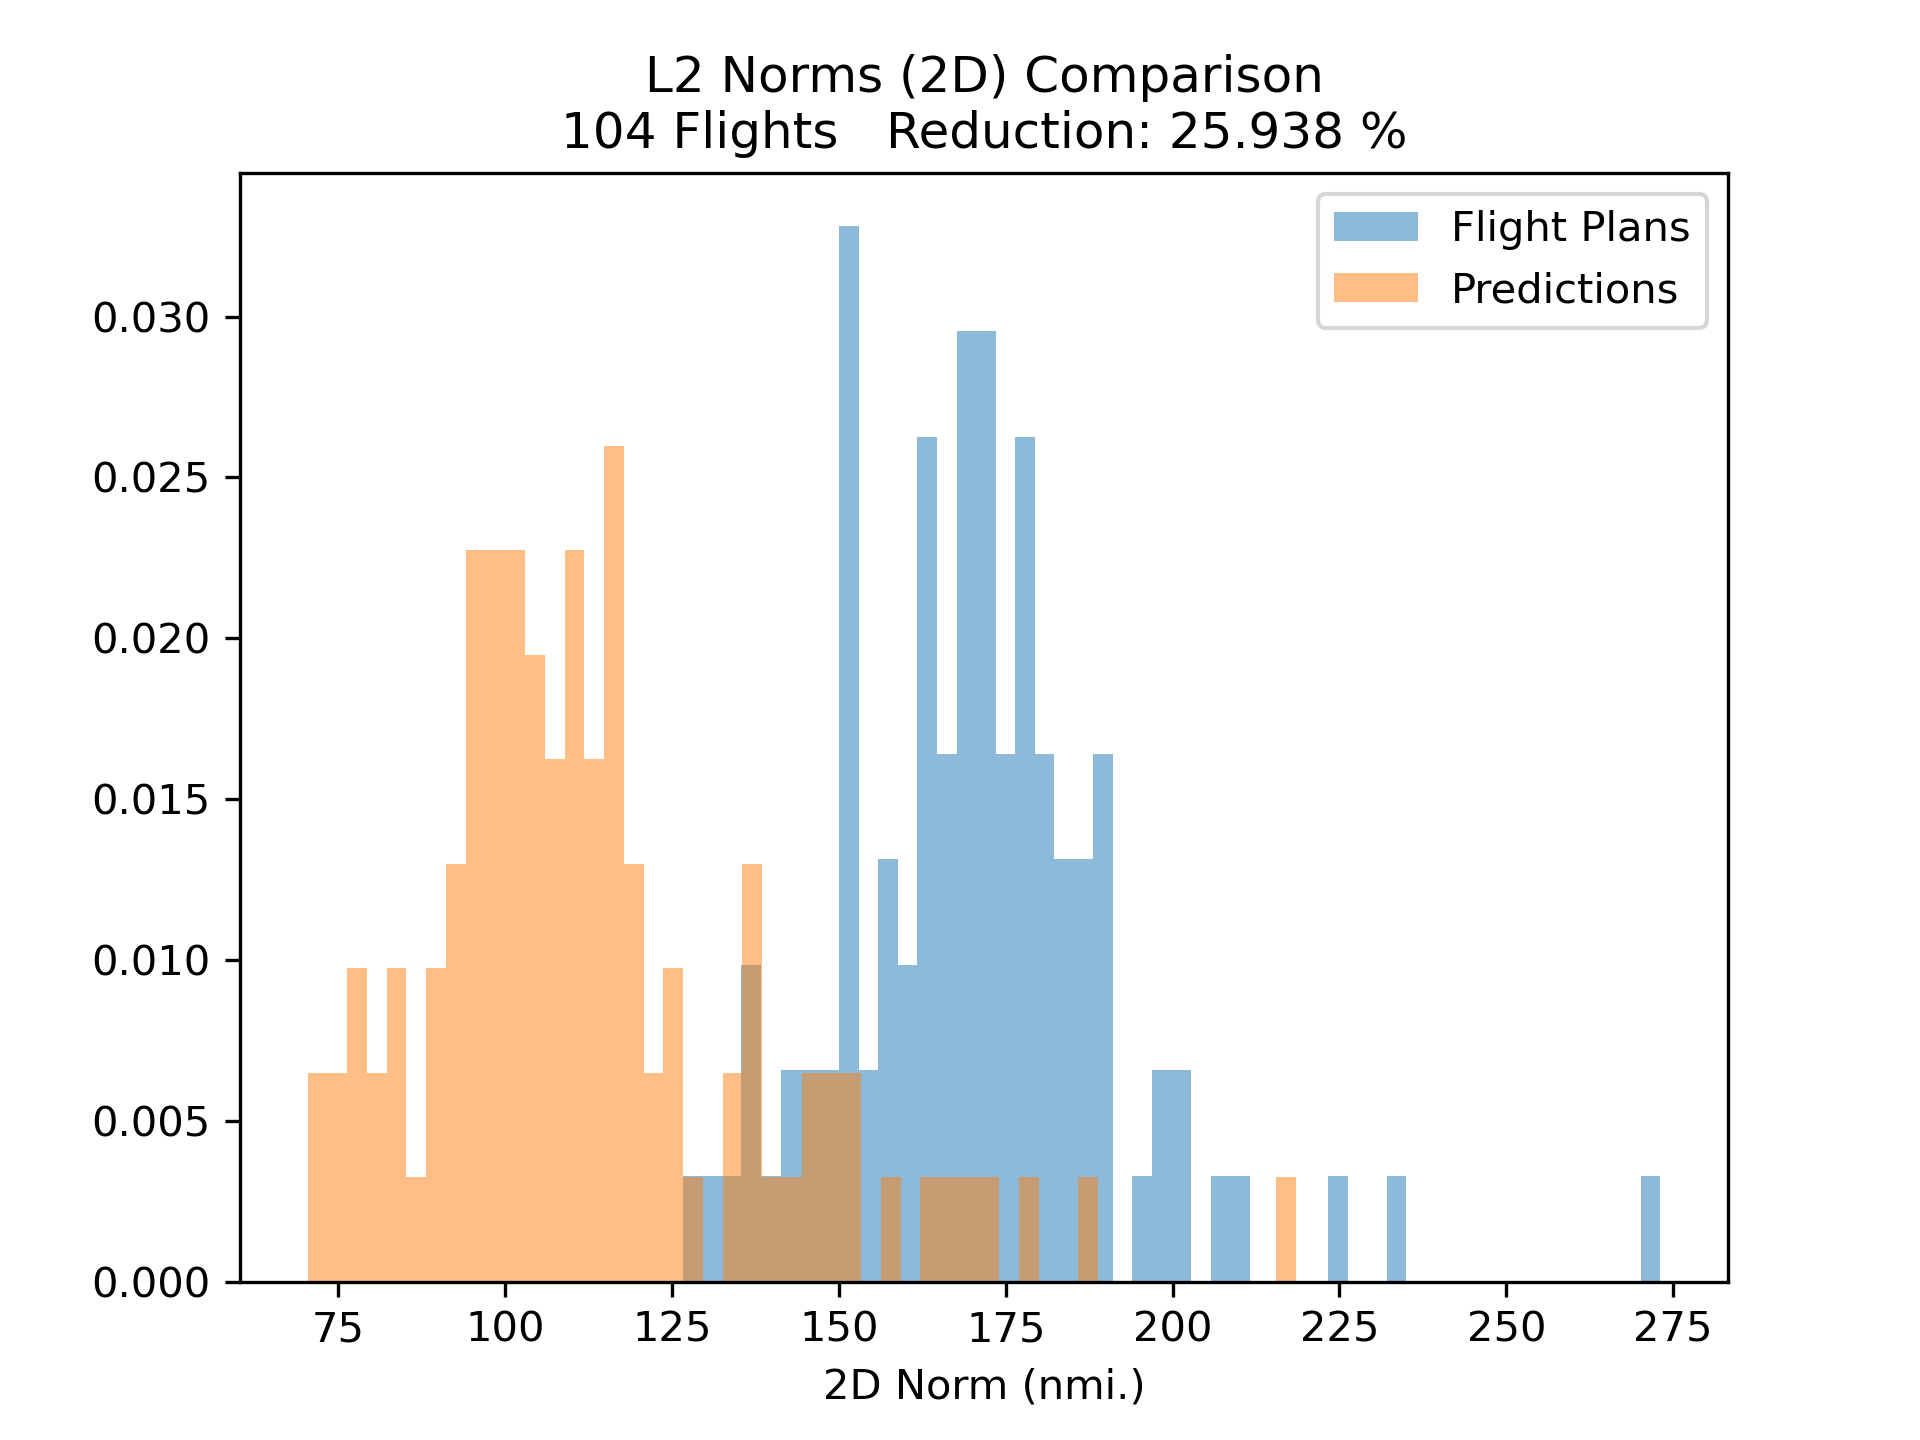 L2 Norms (2D) Comparison
104 Flights   Reduction: 25.938 %
Flight Plans
Predictions
0.030
0.025
0.020
0.015
0.010
0.005
0.000
75 100 125 150 175 200 225 250 275
2D Norm (nmi.)